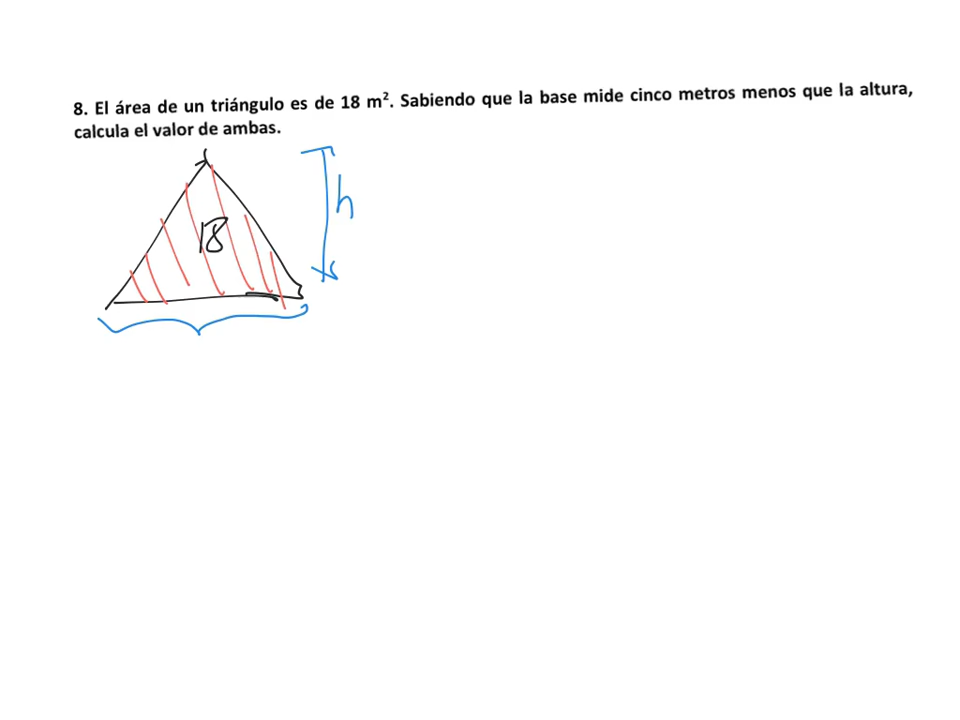 8. El área de un triángulo es de 18 m². Sabiendo que la base mide cinco metros menos que la altura,
calcula el valor de ambas.
h
18